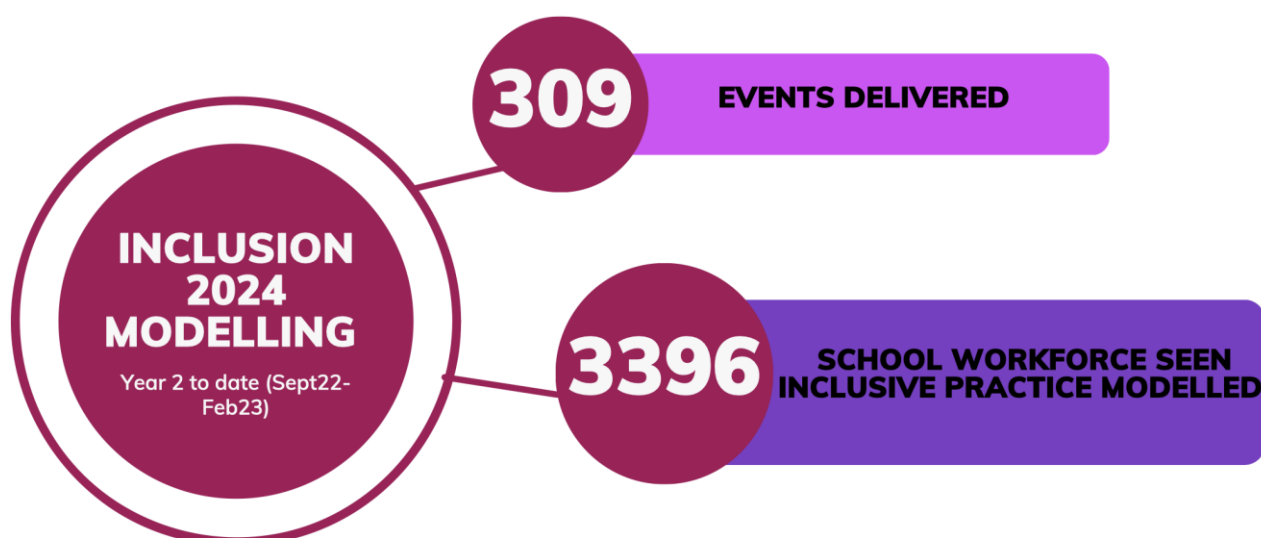 INCLUSION
2024
MODELLING
Year 2 to date (Sept22-
Feb23)
309
EVENTS DELIVERED
3396
SCHOOL WORKFORCE SEEN
INCLUSIVE PRACTICE MODELLED